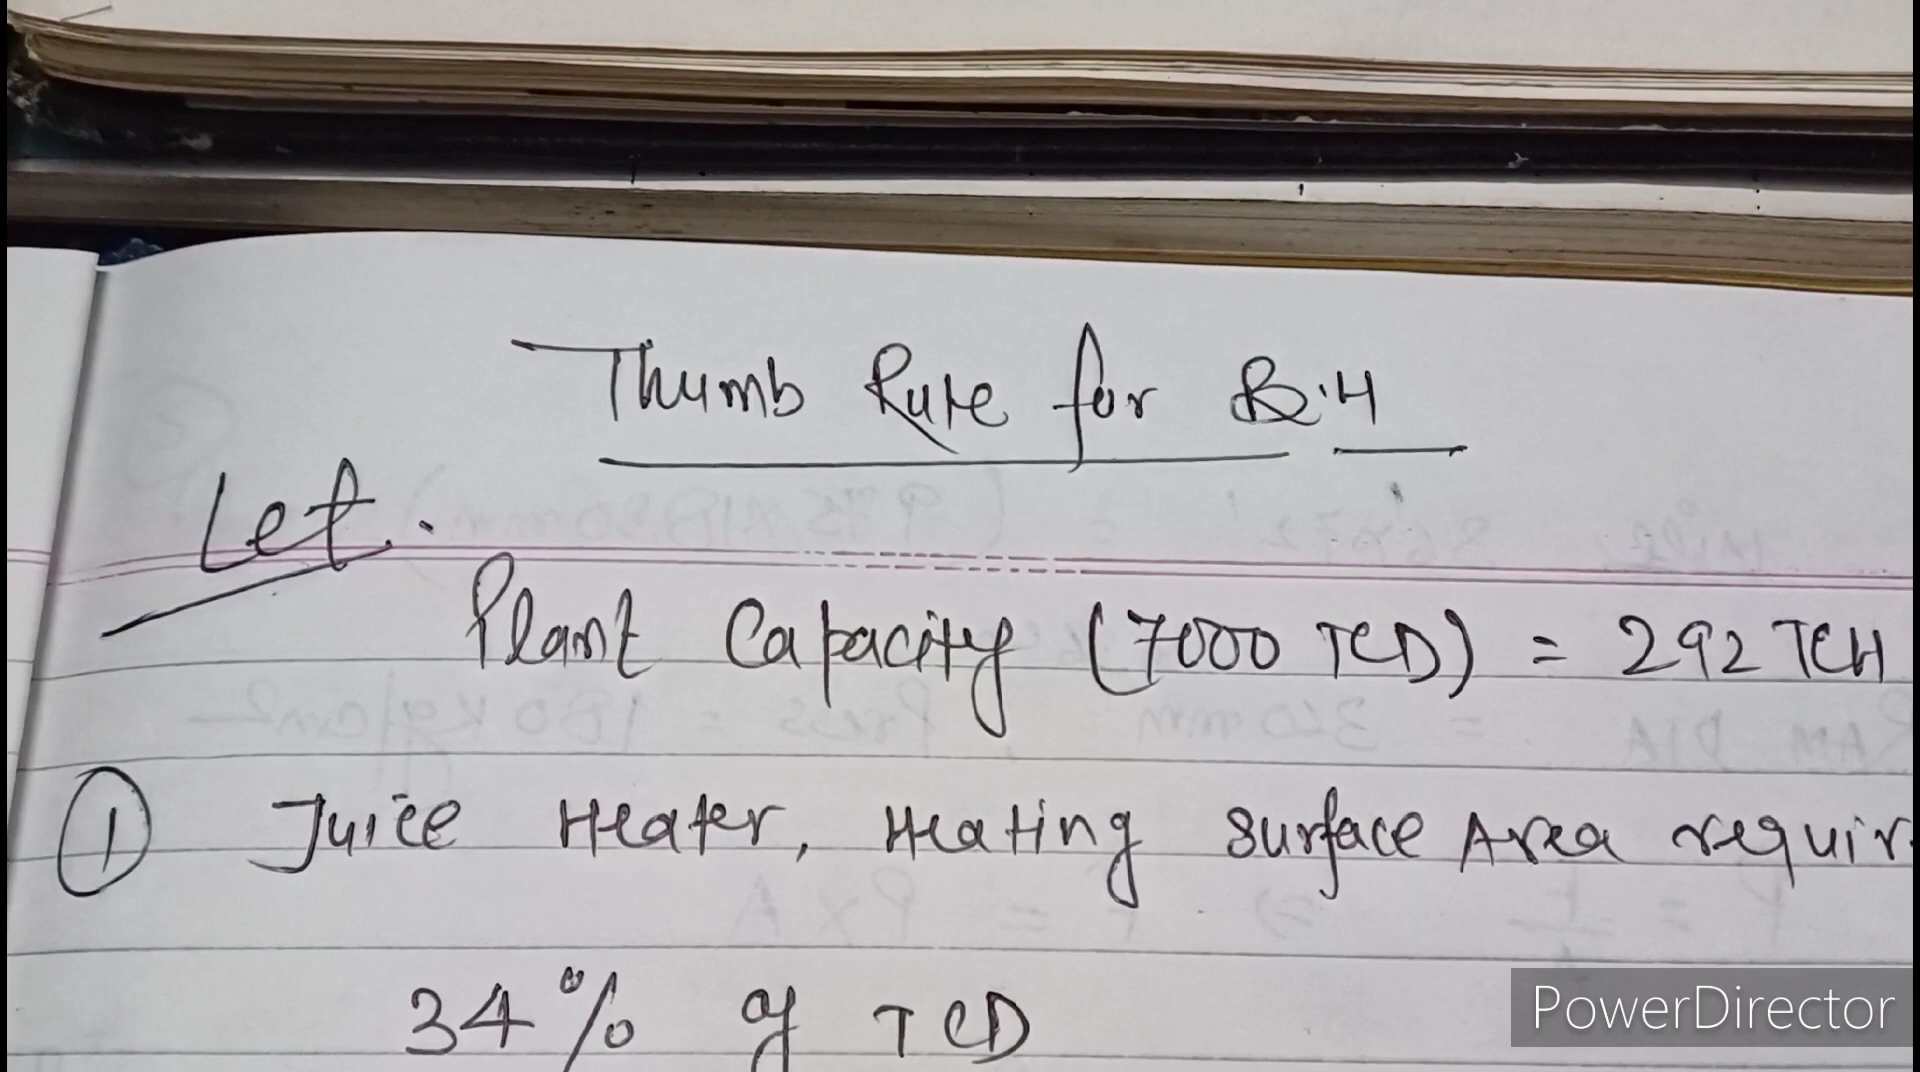 Thumb Rule for B.H
Let.
Plant Capacity (7000 TCD) = 292 TCH
① Juice Heater, Heating surface Area requir
34% of TCD
PowerDirector